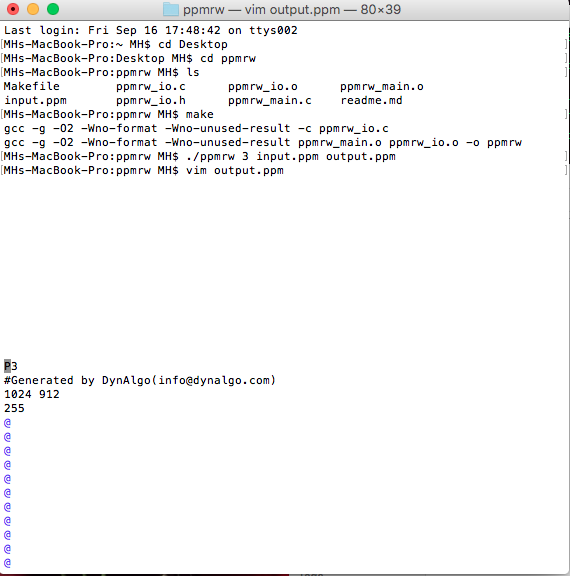 ppmrw — vim output.ppm — 80×39
Last login: Fri Sep 16 17:48:42 on ttys002
[MHs-MacBook-Pro:~ MH$ cd Desktop ]
[MHs-MacBook-Pro:Desktop MH$ cd ppmrw ]
[MHs-MacBook-Pro:ppmrw MH$ ls ]
Makefile ppmrw_io.c ppmrw_io.o ppmrw_main.o
input.ppm ppmrw_io.h ppmrw_main.c readme.md
[MHs-MacBook-Pro:ppmrw MH$ make ]
gcc -g -O2 -Wno-format -Wno-unused-result -c ppmrw_io.c
gcc -g -O2 -Wno-format -Wno-unused-result ppmrw_main.o ppmrw_io.o -o ppmrw
[MHs-MacBook-Pro:ppmrw MH$ ./ppmrw 3 input.ppm output.ppm ]
[MHs-MacBook-Pro:ppmrw MH$ vim output.ppm ]
P3
#Generated by DynAlgo(info@dynalgo.com)
1024 912
255
@
@
@
@
@
@
@
@
@
@
@